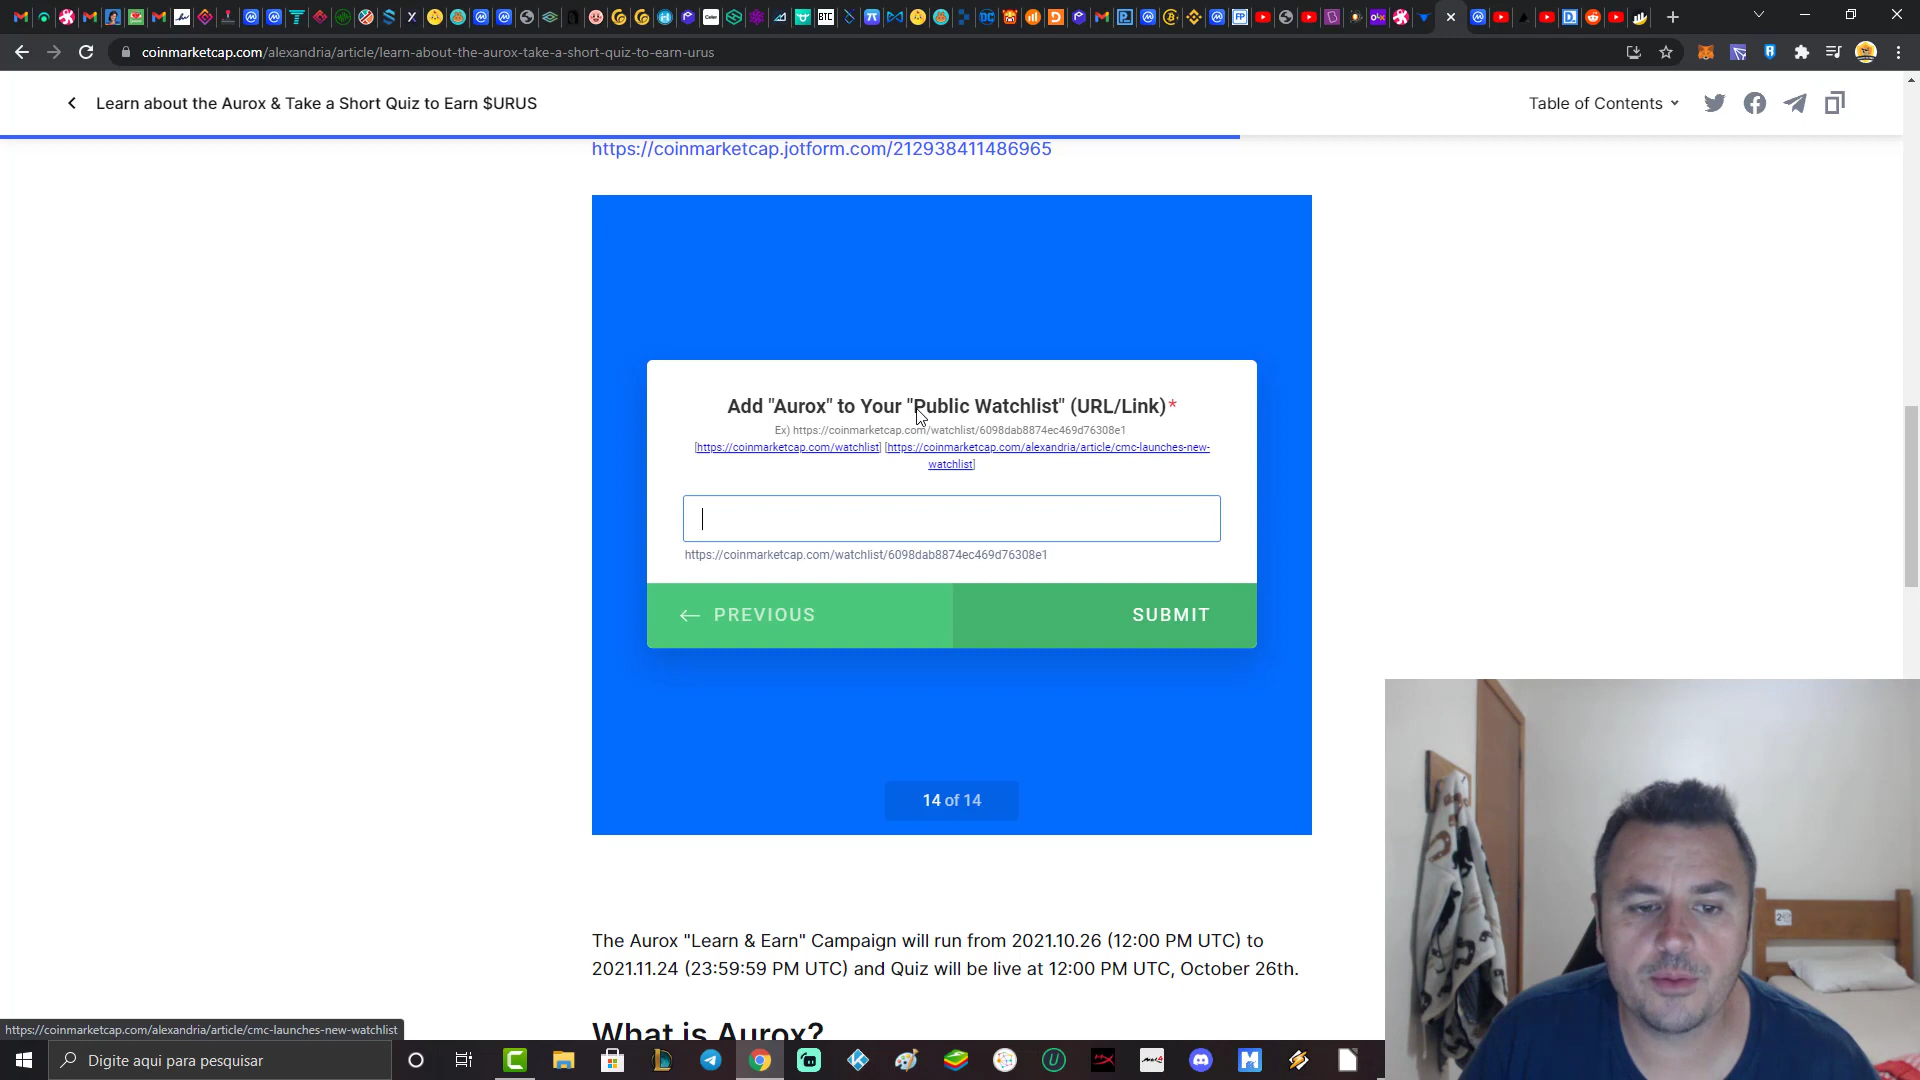 coinmarketcap.com/alexandria/article/learn-about-the-aurox-take-a-short-quiz-to-earn-urus
Learn about the Aurox & Take a Short Quiz to Earn $URUS
Table of Contents
https://coinmarketcap.jotform.com/212938411486965
Add "Aurox" to Your "Public Watchlist" (URL/Link)*
Ex) https://coinmarketcap.com/watchlist/6098dab8874ec469d76308e1
[https://coinmarketcap.com/watchlist] [https://coinmarketcap.com/alexandria/article/cmc-launches-new-
watchlist]
https://coinmarketcap.com/watchlist/6098dab8874ec469d76308e1
PREVIOUS
SUBMIT
14 of 14
The Aurox "Learn & Earn" Campaign will run from 2021.10.26 (12:00 PM UTC) to
2021.11.24 (23:59:59 PM UTC) and Quiz will be live at 12:00 PM UTC, October 26th.
What is Aurox?
https://coinmarketcap.com/alexandria/article/cmc-launches-new-watchlist
Digite aqui para pesquisar